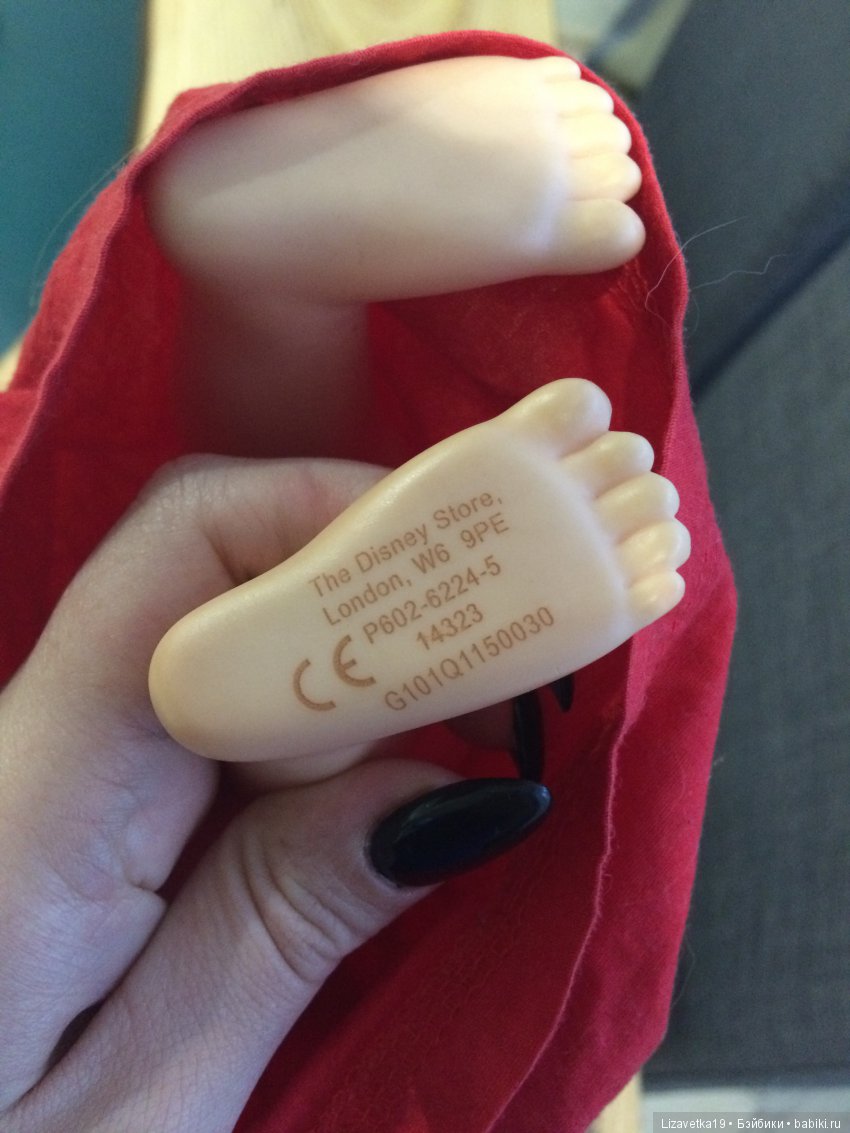 The Disney Store,
London, W6 9PE
P602-6224-5
14323
CE G101Q1150030
Lizavetka19 • Бэйбики • babiki.ru